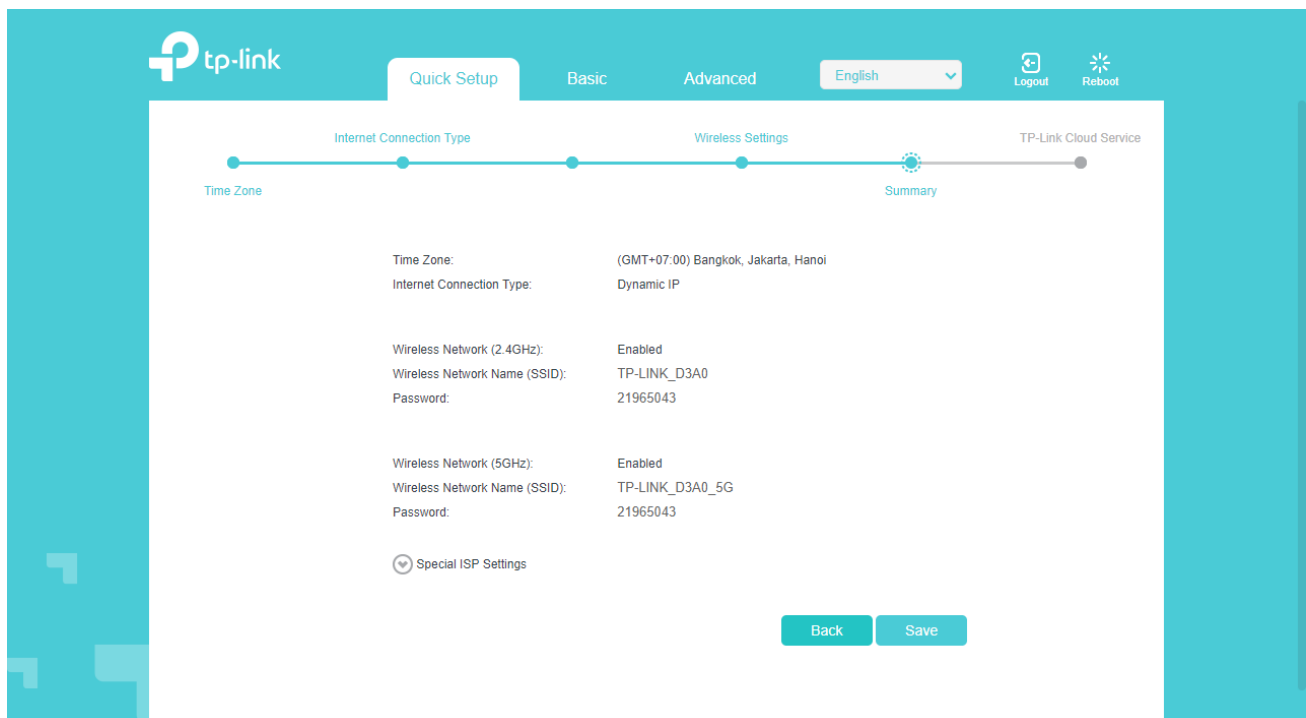 tp-link
Quick Setup Basic Advanced English Logout Reboot
Internet Connection Type Wireless Settings TP-Link Cloud Service
Time Zone Summary
Time Zone: (GMT+07:00) Bangkok, Jakarta, Hanoi
Internet Connection Type: Dynamic IP
Wireless Network (2.4GHz): Enabled
Wireless Network Name (SSID): TP-LINK_D3A0
Password: 21965043
Wireless Network (5GHz): Enabled
Wireless Network Name (SSID): TP-LINK_D3A0_5G
Password: 21965043
Special ISP Settings
Back Save